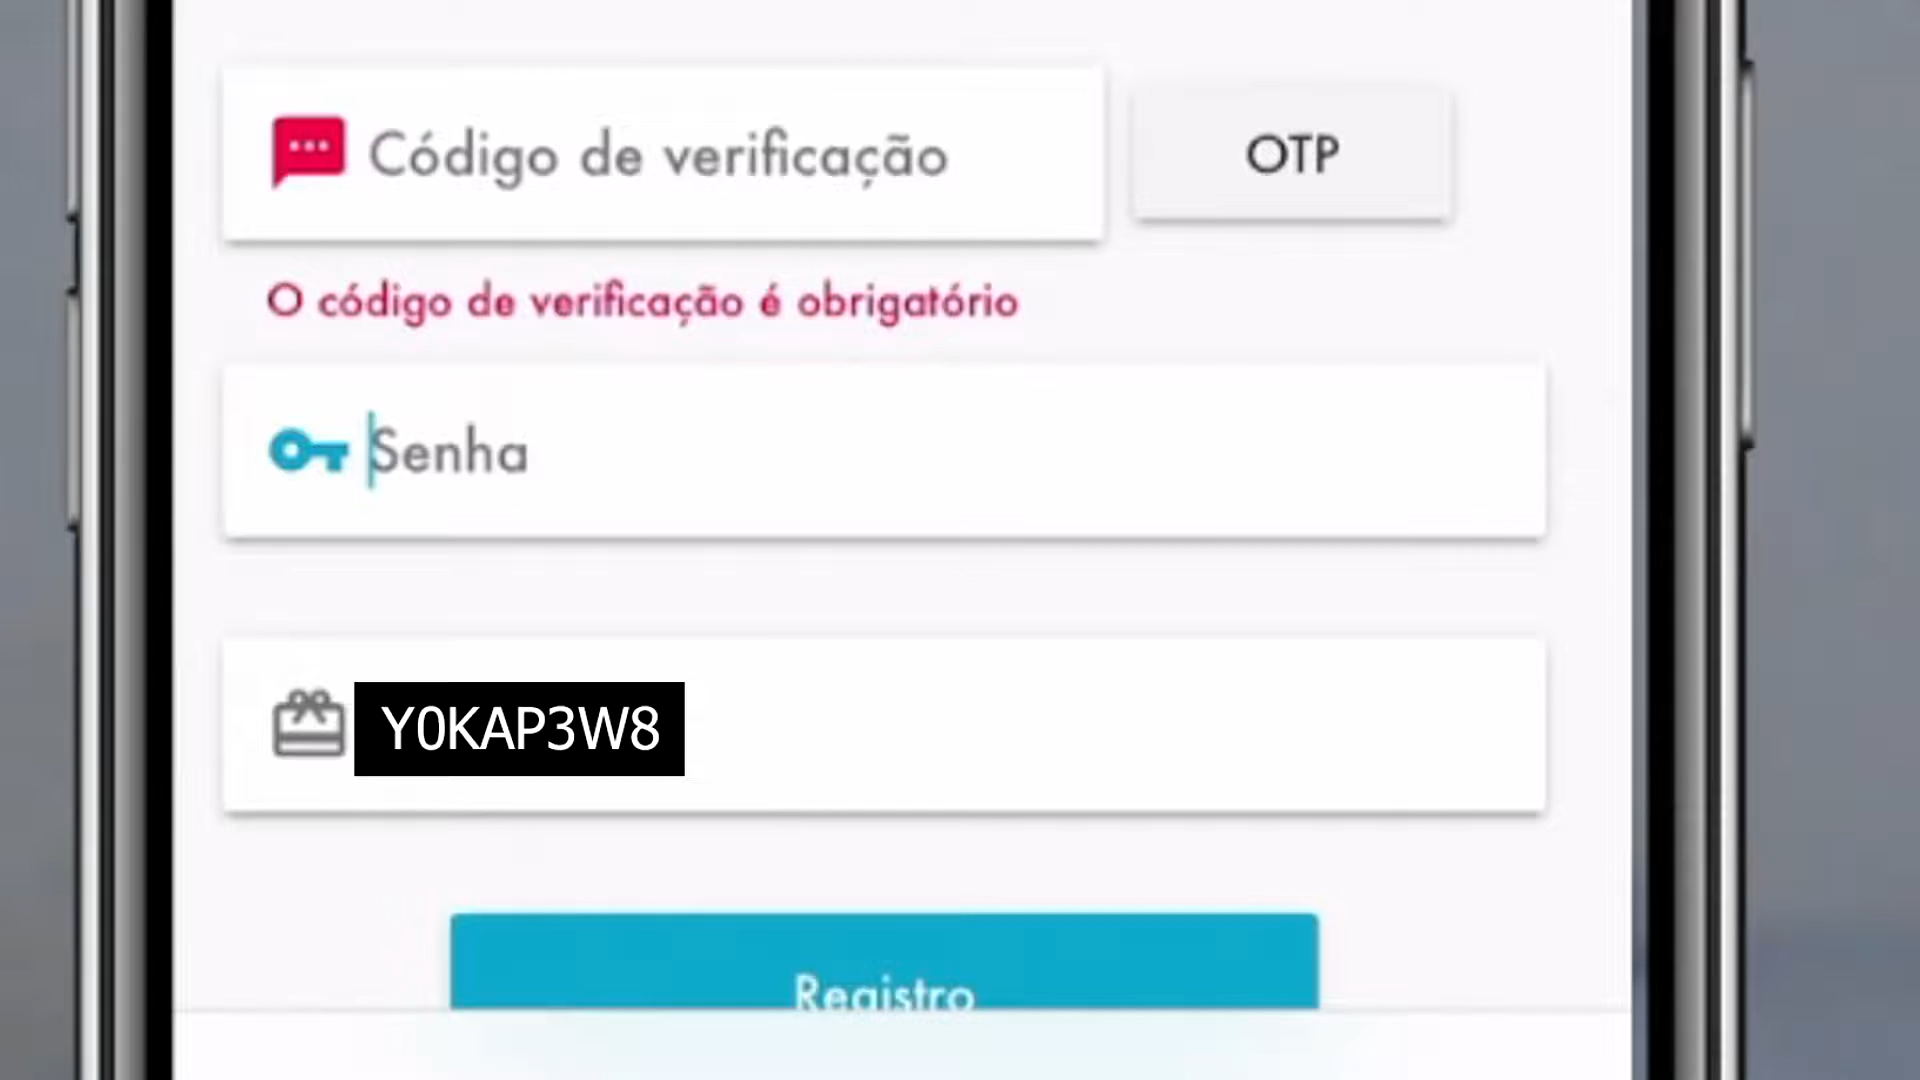 Código de verificação
OTP
O código de verificação é obrigatório
Senha
Y0KAP3W8
Registro